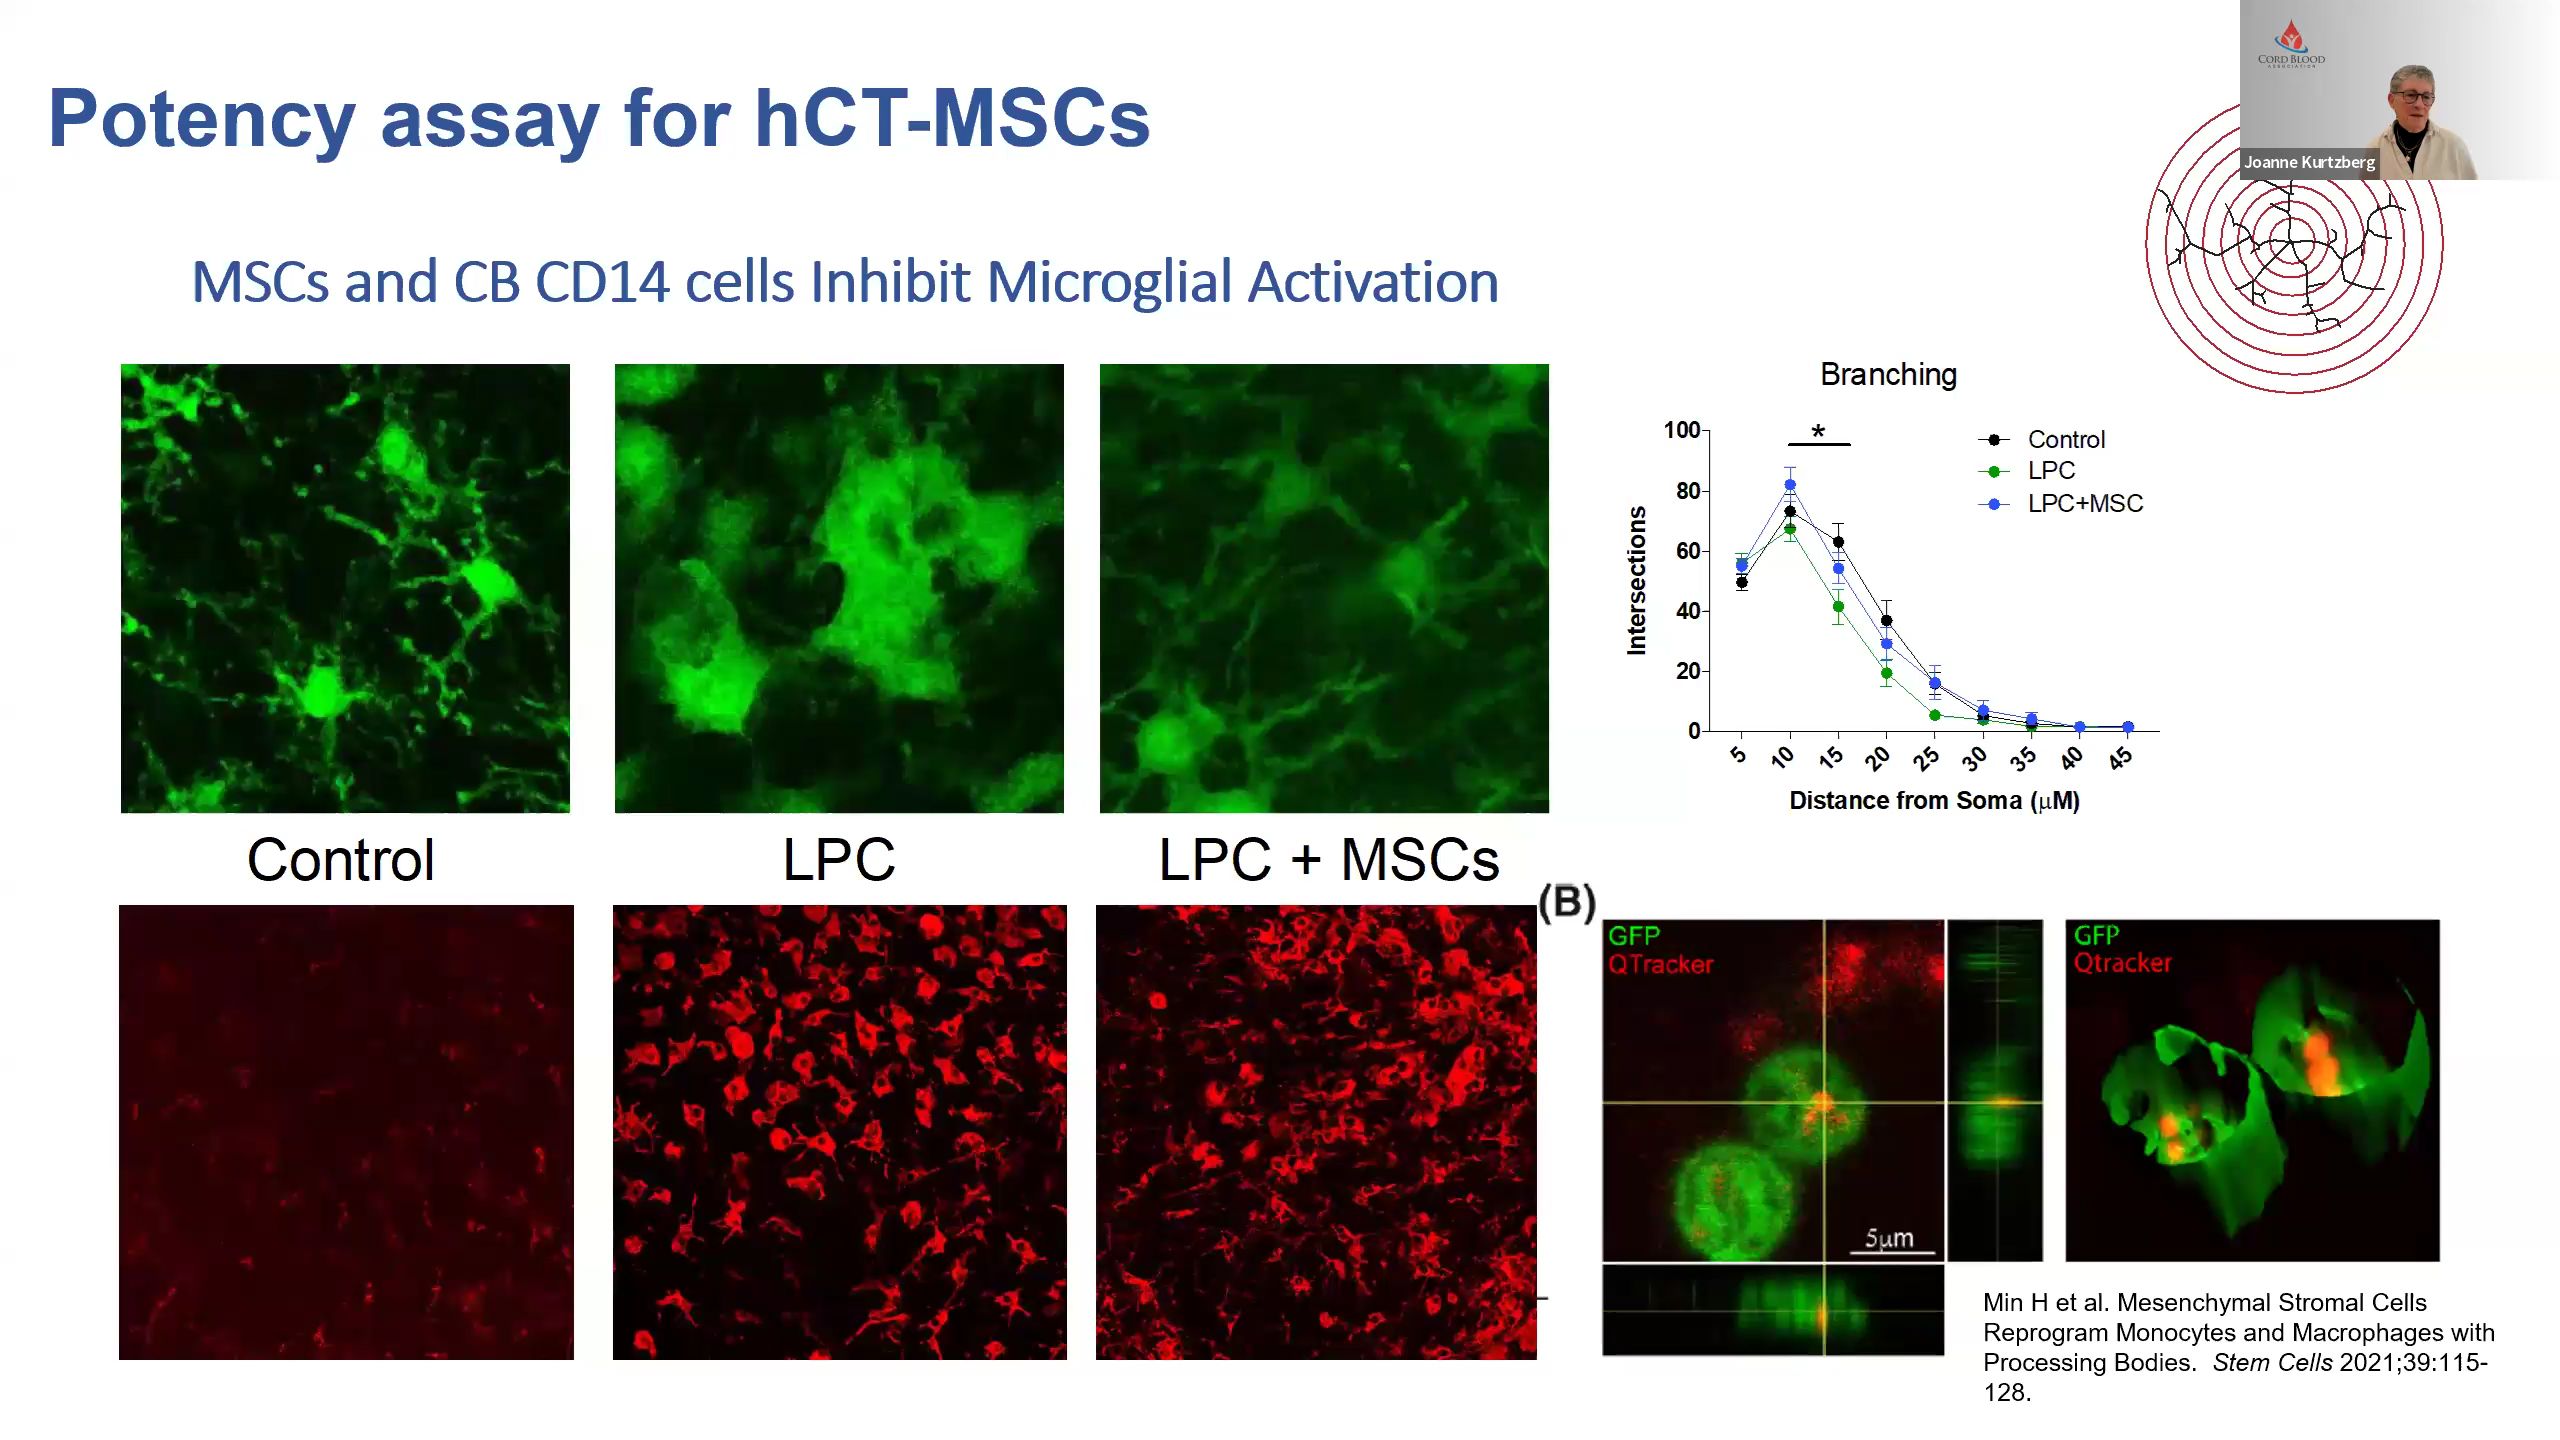 Potency assay for hCT-MSCs
CORD BLOOD
ASSOCIATION
Joanne Kurtzberg
MSCs and CB CD14 cells Inhibit Microglial Activation
Branching
*
Control
LPC
LPC+MSC
Intersections
100
80
60
40
20
0
5 10 15 20 25 30 35 40 45
Distance from Soma (μM)
Control
LPC
LPC + MSCs
(B)
GFP
QTracker
5μm
GFP
Qtracker
Min H et al. Mesenchymal Stromal Cells
Reprogram Monocytes and Macrophages with
Processing Bodies. Stem Cells 2021;39:115-
128.